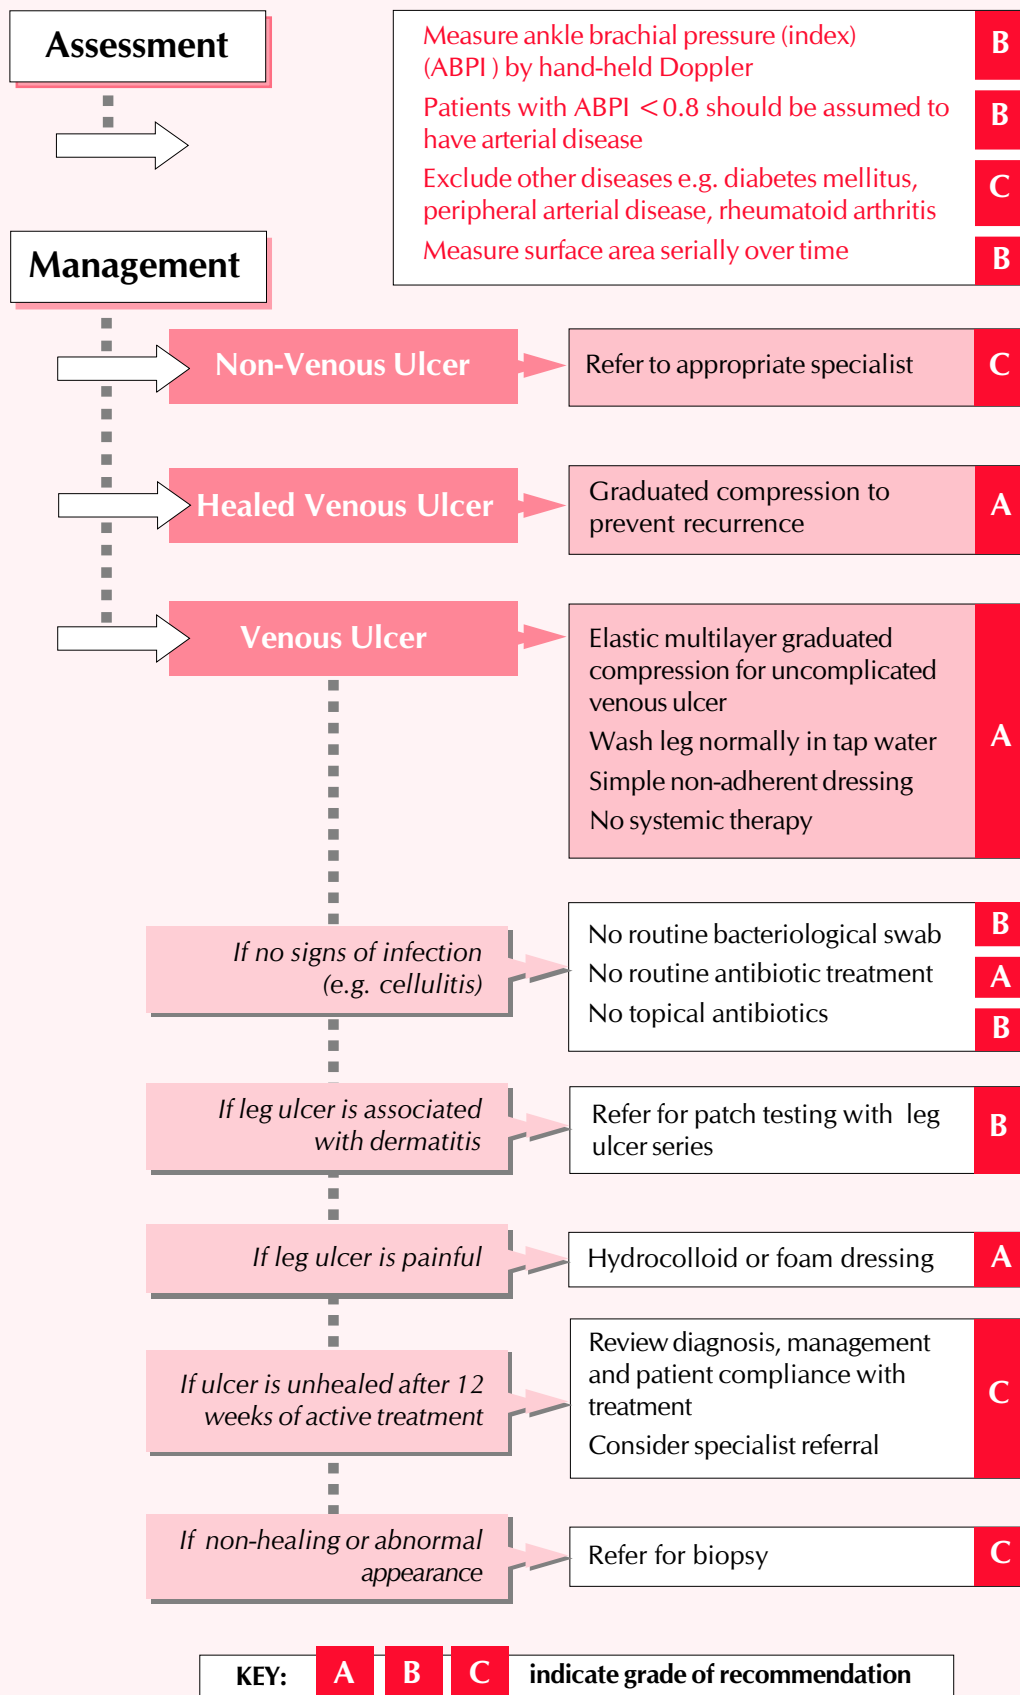 Assessment
Measure ankle brachial pressure (index)
(ABPI ) by hand-held Doppler
B
Patients with ABPI <0.8 should be assumed to
have arterial disease
B
Exclude other diseases e.g. diabetes mellitus,
peripheral arterial disease, rheumatoid arthritis
C
Measure surface area serially over time
B
Management
Non-Venous Ulcer
Refer to appropriate specialist
C
Healed Venous Ulcer
Graduated compression to
prevent recurrence
A
Venous Ulcer
Elastic multilayer graduated
compression for uncomplicated
venous ulcer
Wash leg normally in tap water
Simple non-adherent dressing
No systemic therapy
A
If no signs of infection
(e.g. cellulitis)
No routine bacteriological swab
B
No routine antibiotic treatment
A
No topical antibiotics
B
If leg ulcer is associated
with dermatitis
Refer for patch testing with leg
ulcer series
B
If leg ulcer is painful
Hydrocolloid or foam dressing
A
If ulcer is unhealed after 12
weeks of active treatment
Review diagnosis, management
and patient compliance with
treatment
Consider specialist referral
C
If non-healing or abnormal
appearance
Refer for biopsy
C
KEY: A B C indicate grade of recommendation